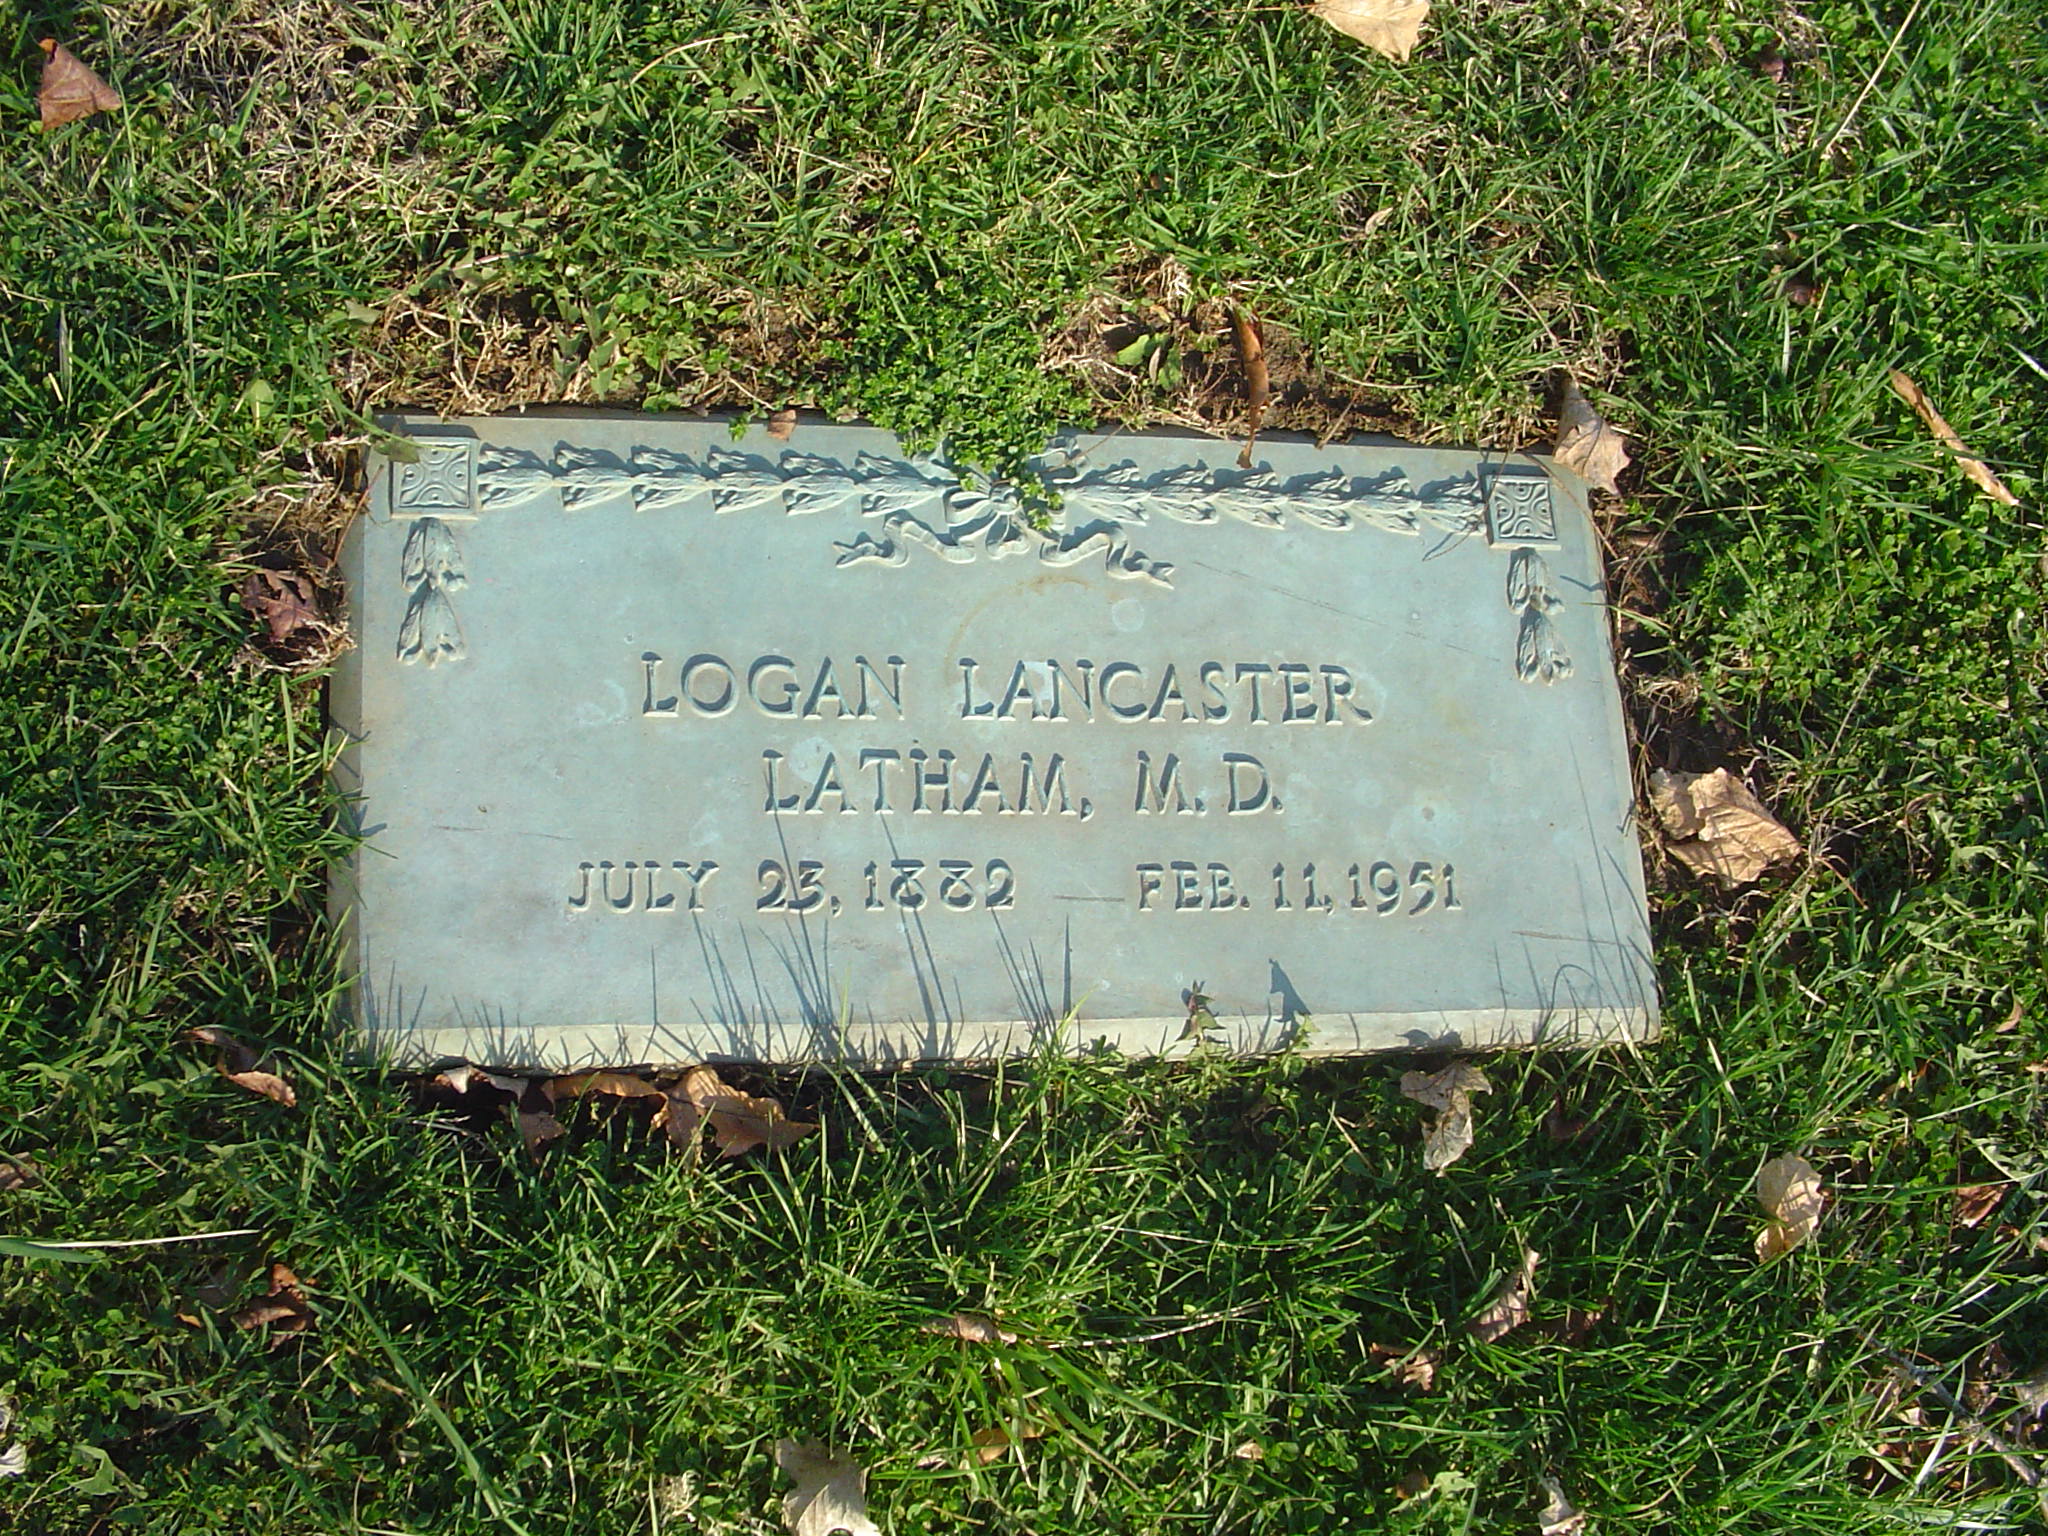 LOGAN LANCASTER
LATHAM, M.D.
JULY 23, 1882 — FEB. 11, 1951